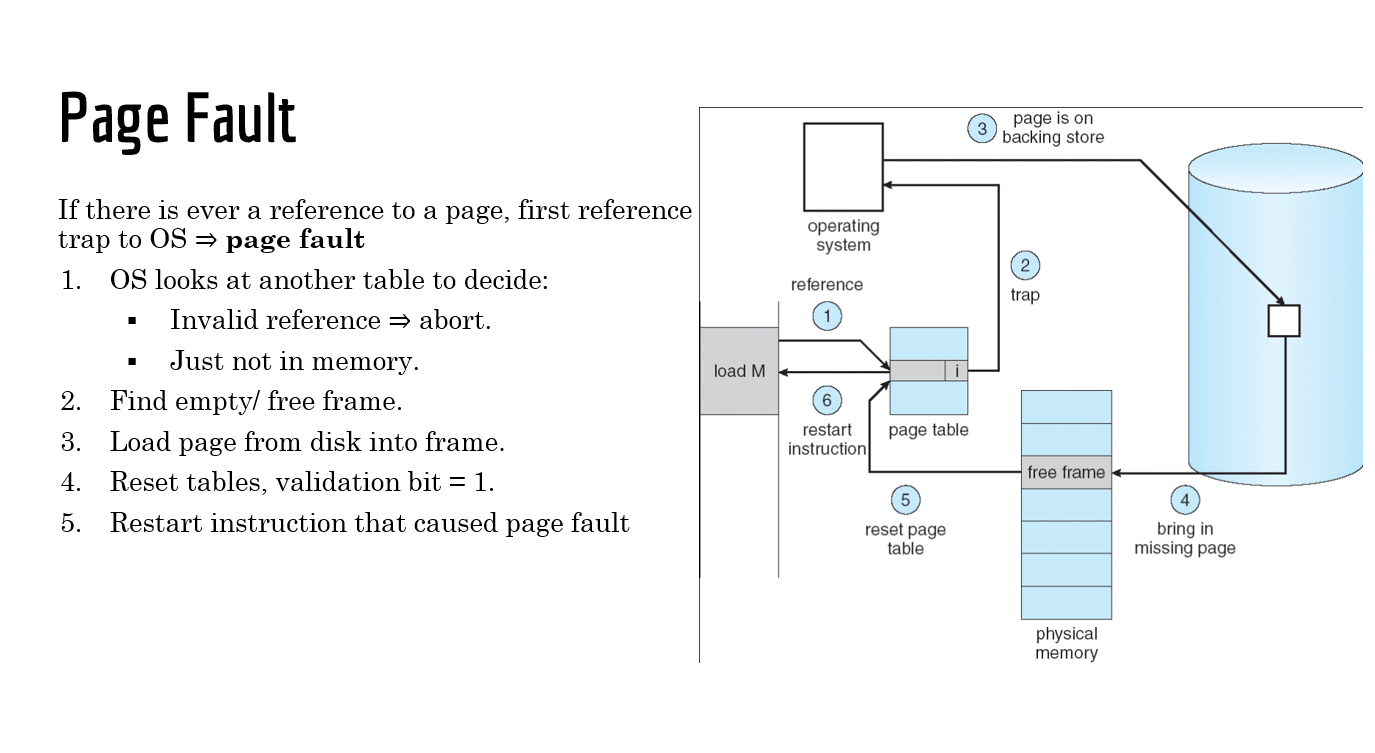 Page Fault
If there is ever a reference to a page, first reference
trap to OS ⇒ page fault
1. OS looks at another table to decide:
▪ Invalid reference ⇒ abort.
▪ Just not in memory.
2. Find empty/ free frame.
3. Load page from disk into frame.
4. Reset tables, validation bit = 1.
5. Restart instruction that caused page fault
3
page is on
backing store
operating
system
2
trap
reference
1
load M
i
6
restart
instruction
page table
free frame
5
reset page
table
4
bring in
missing page
physical
memory